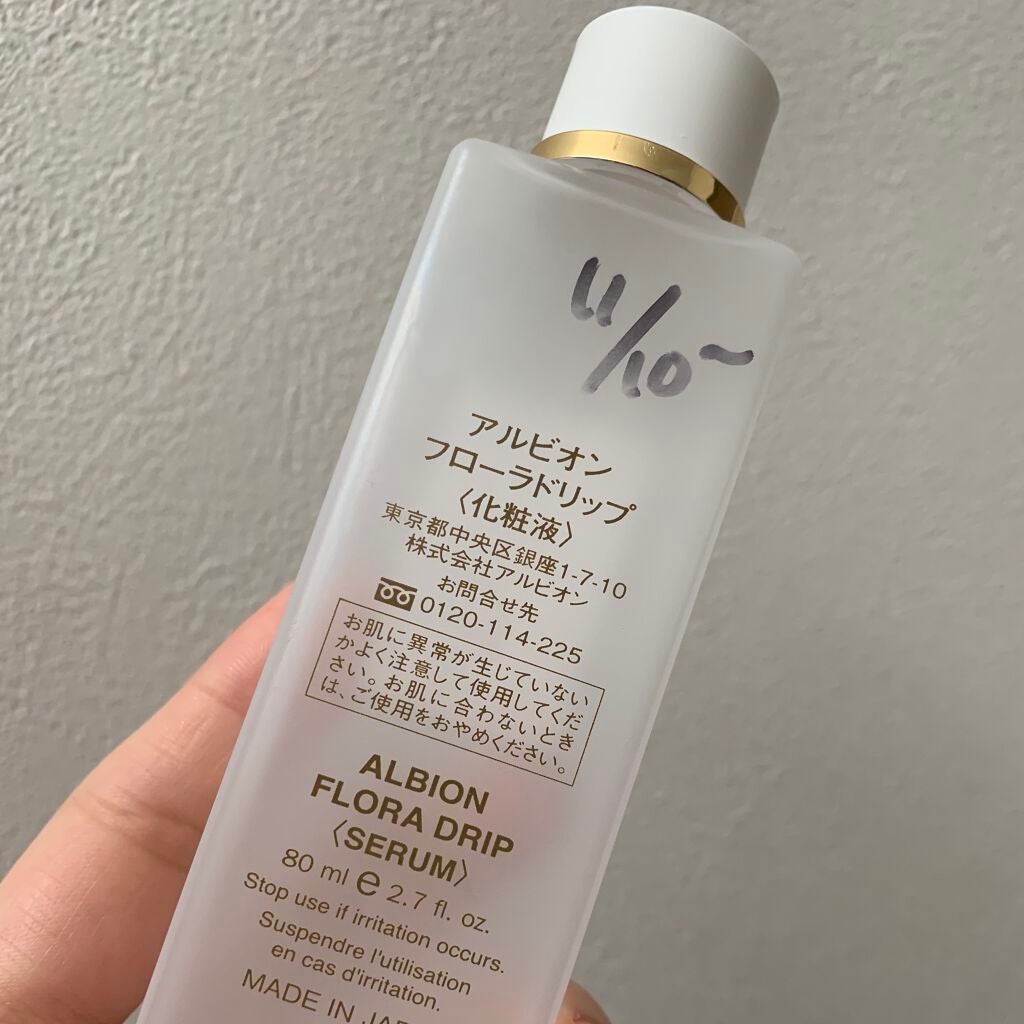 11/10~
アルビオン
フローラドリップ
〈化粧液〉
東京都中央区銀座1-7-10
株式会社アルビオン
お問合せ先
0120-114-225
お肌に異常が生じていない
かよく注意して使用してくだ
さい。お肌に合わないとき
は、ご使用をおやめください。
ALBION
FLORA DRIP
〈SERUM〉
80 ml e 2.7 fl. oz.
Stop use if irritation occurs.
Suspendre l'utilisation
en cas d'irritation.
MADE IN